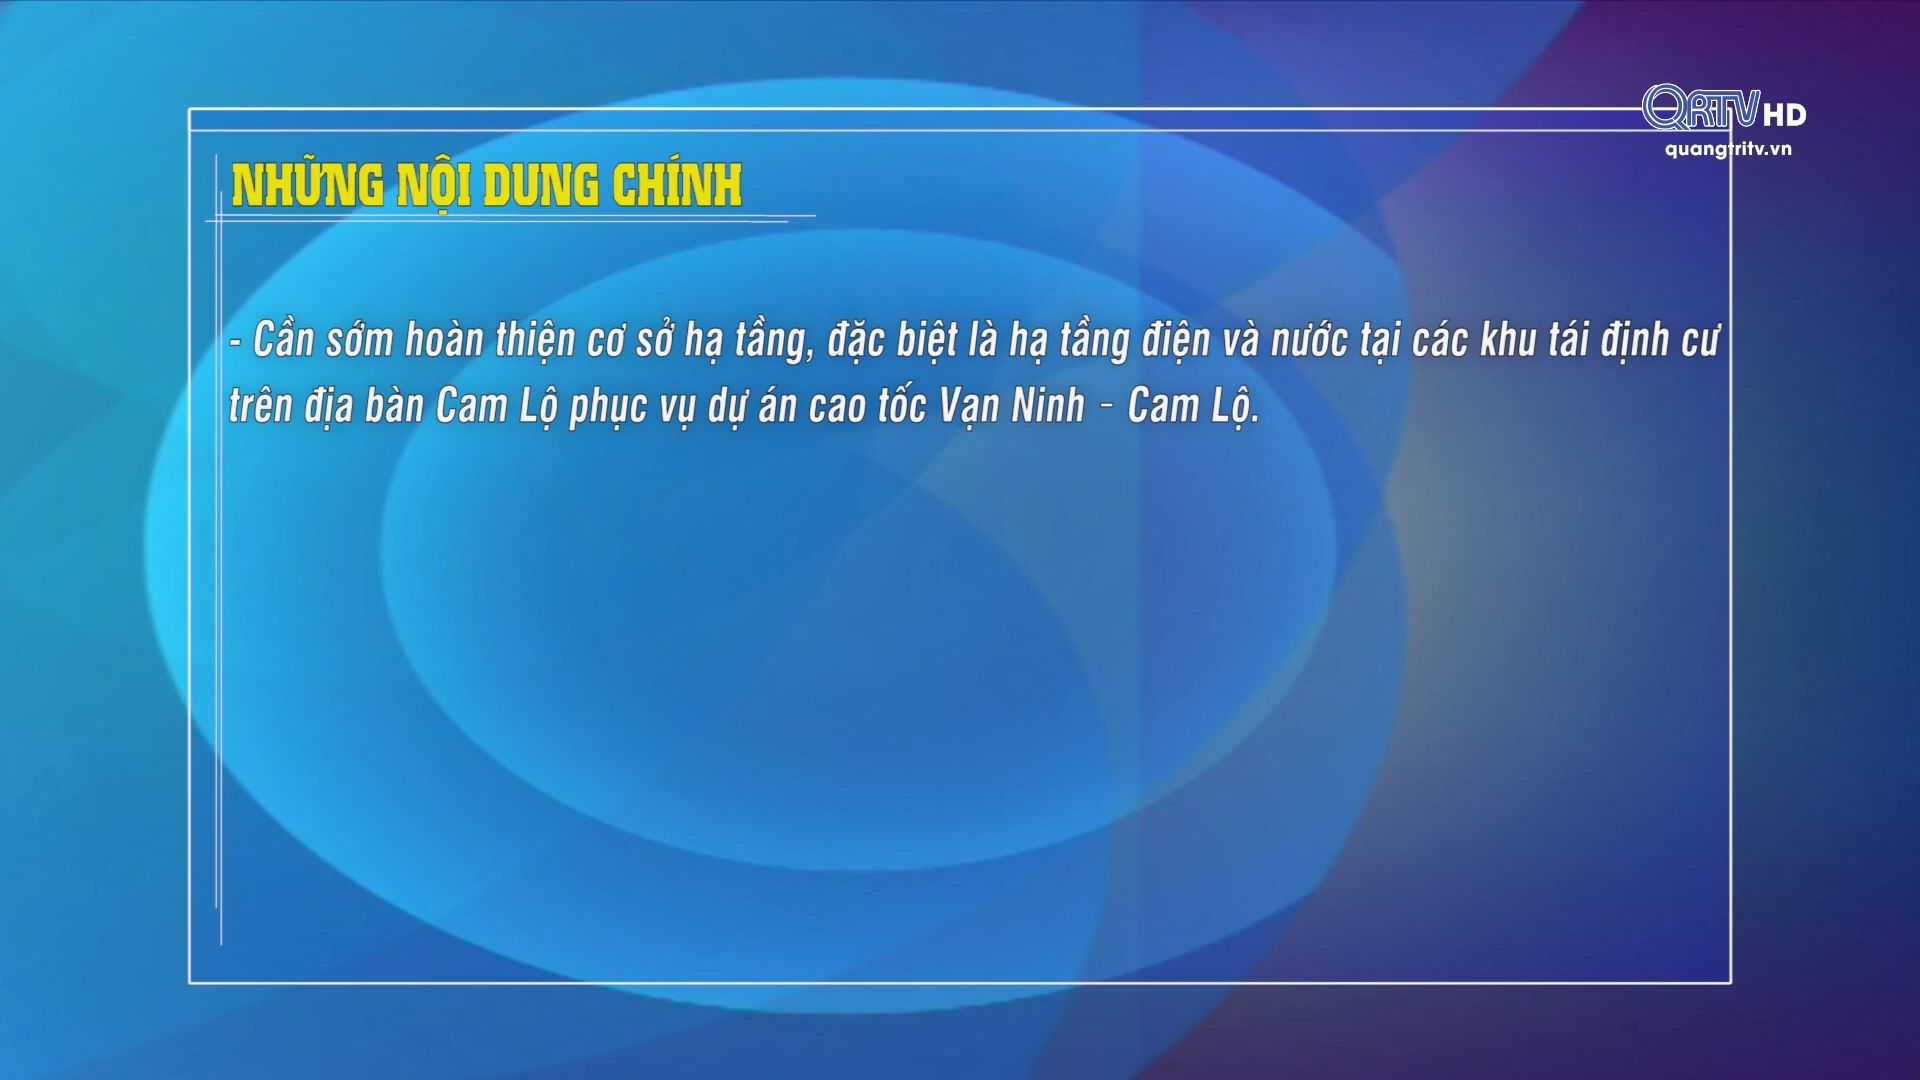 QRTV HD
quangtritv.vn
NHỮNG NỘI DUNG CHÍNH
- Cần sớm hoàn thiện cơ sở hạ tầng, đặc biệt là hạ tầng điện và nước tại các khu tái định cư
trên địa bàn Cam Lộ phục vụ dự án cao tốc Vạn Ninh - Cam Lộ.